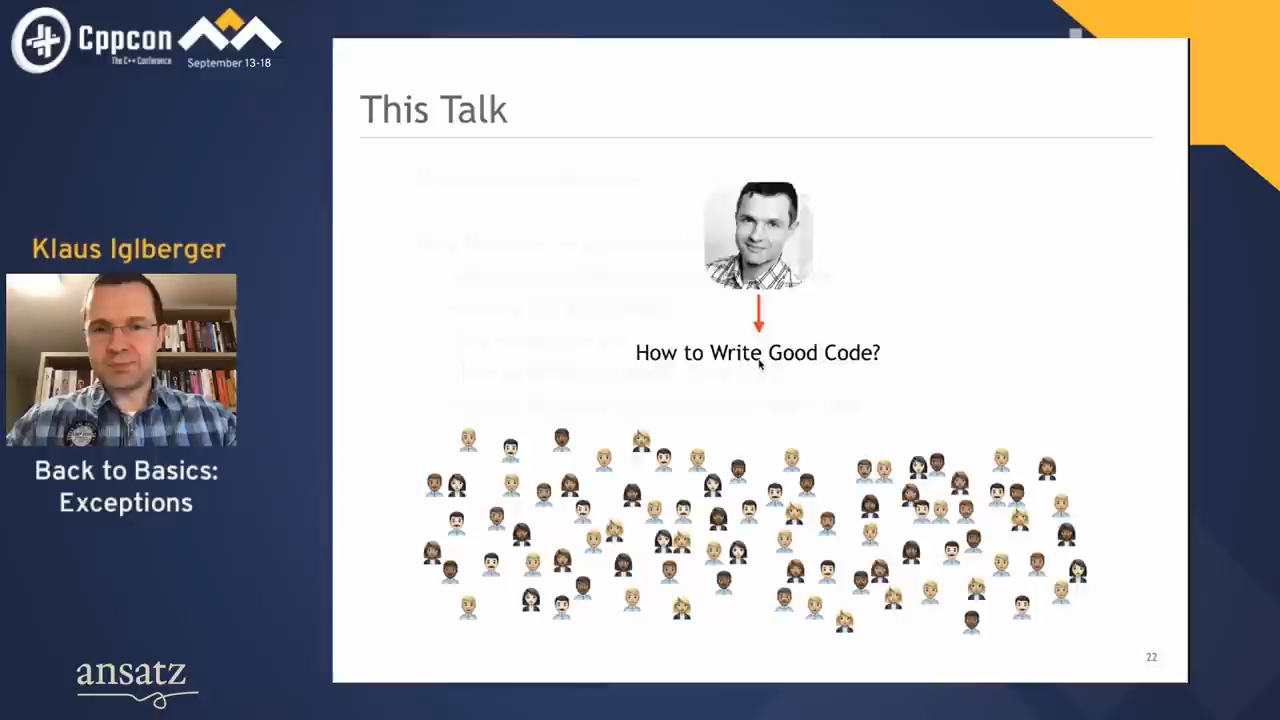 Cppcon
The C++ Conference
September 13-18
This Talk
How to Write Good Code?
Klaus Iglberger
Back to Basics:
Exceptions
ansatz
22